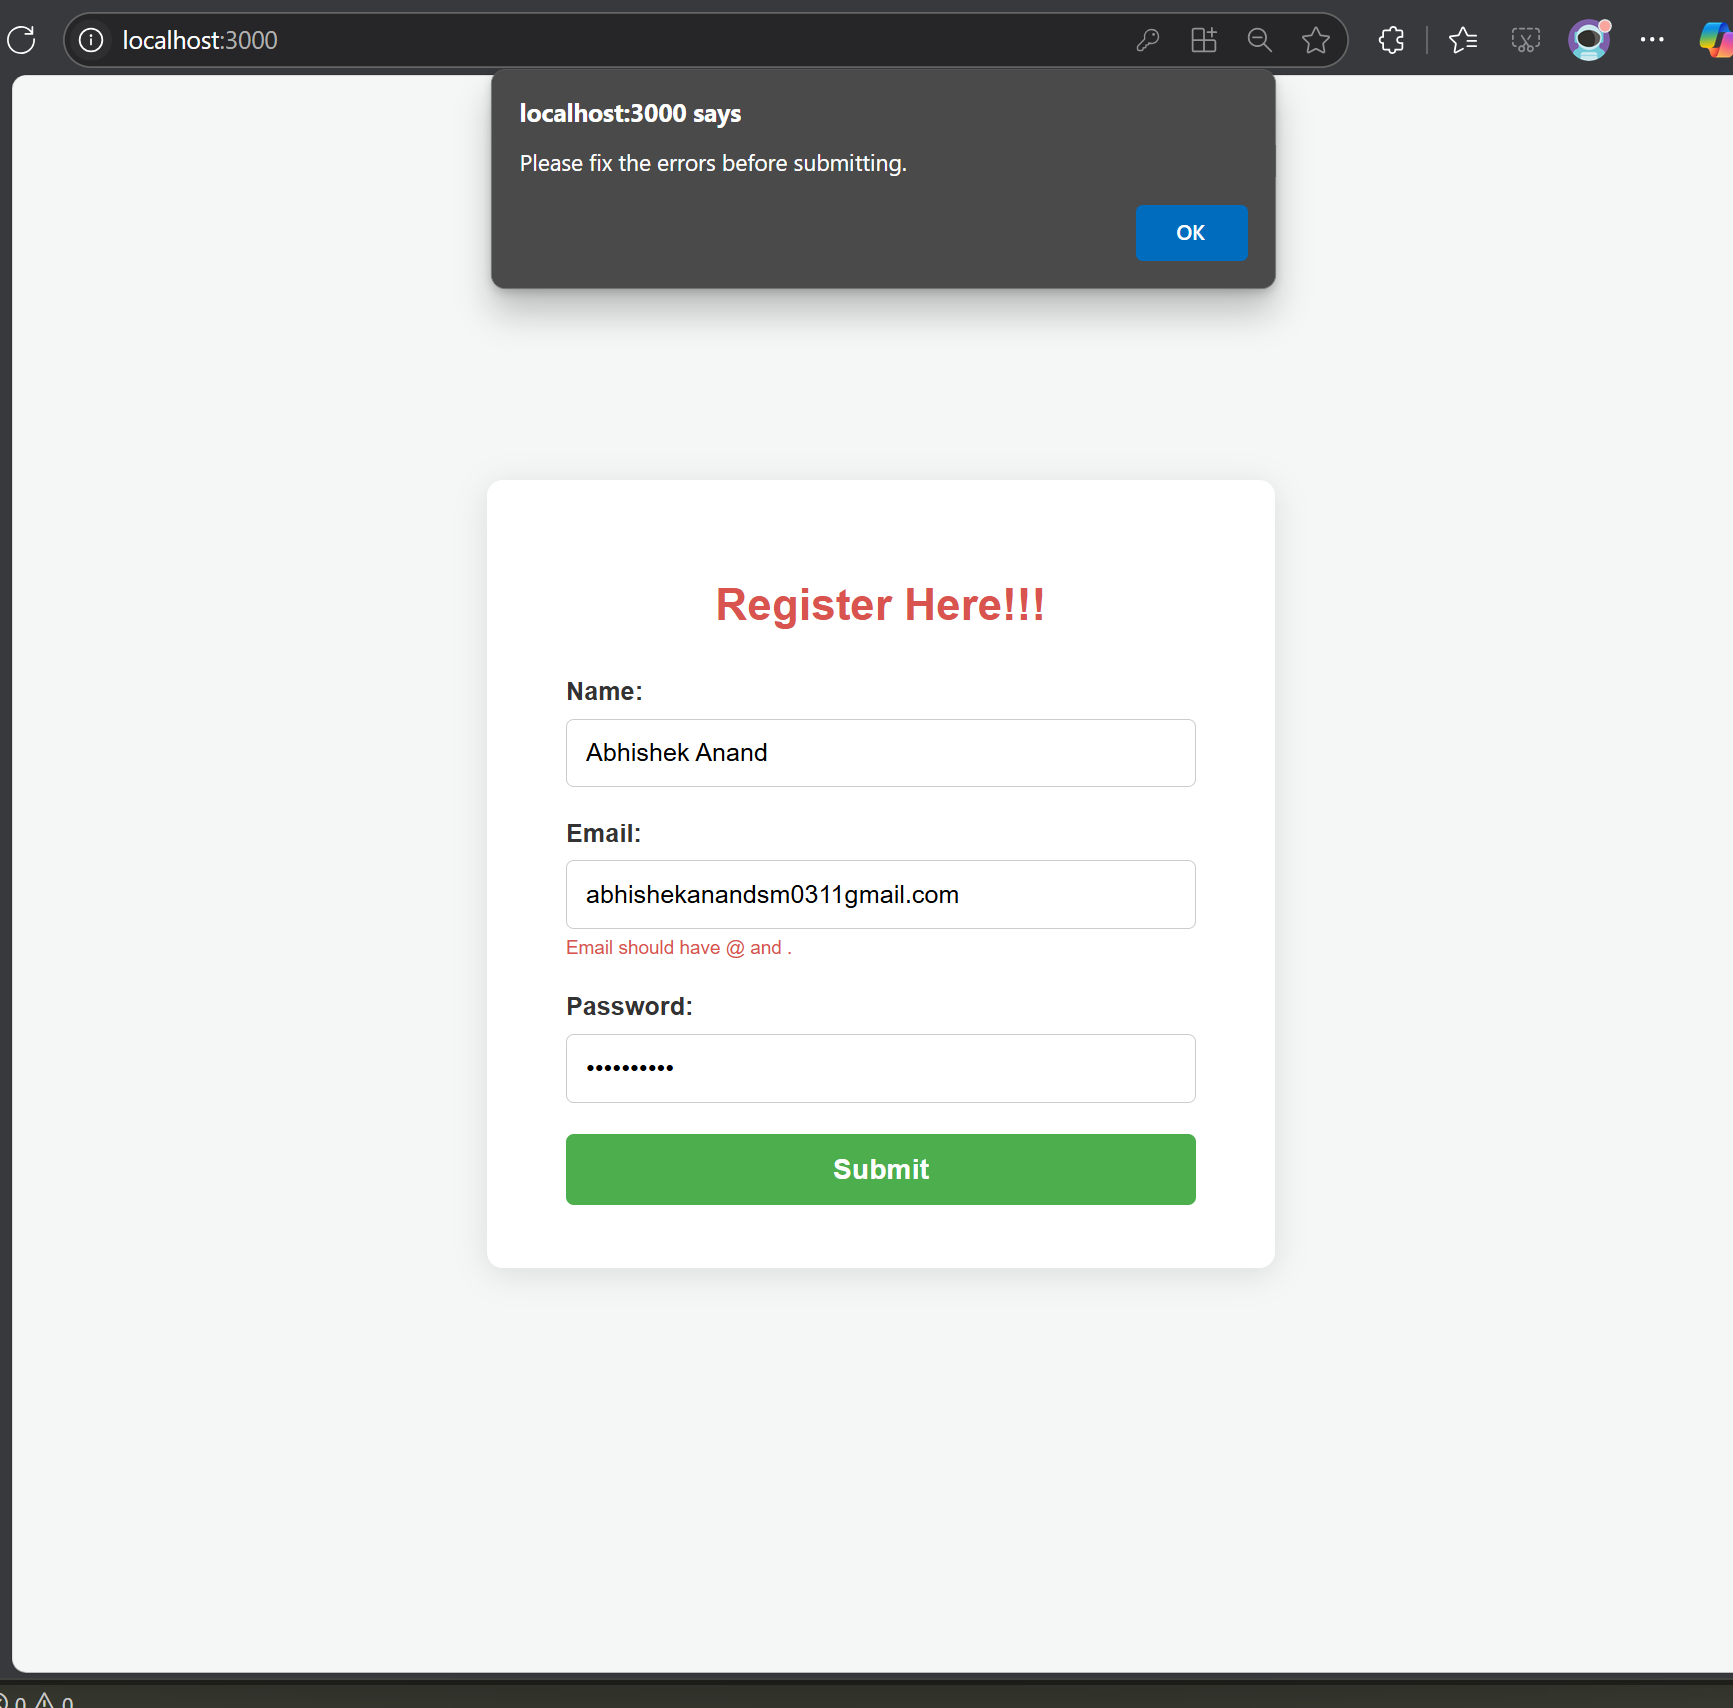 localhost:3000
localhost:3000 says
Please fix the errors before submitting.
OK
Register Here!!!
Name:
Abhishek Anand
Email:
abhishekanandsm0311gmail.com
Email should have @ and .
Password:
••••••••••
Submit
0 0